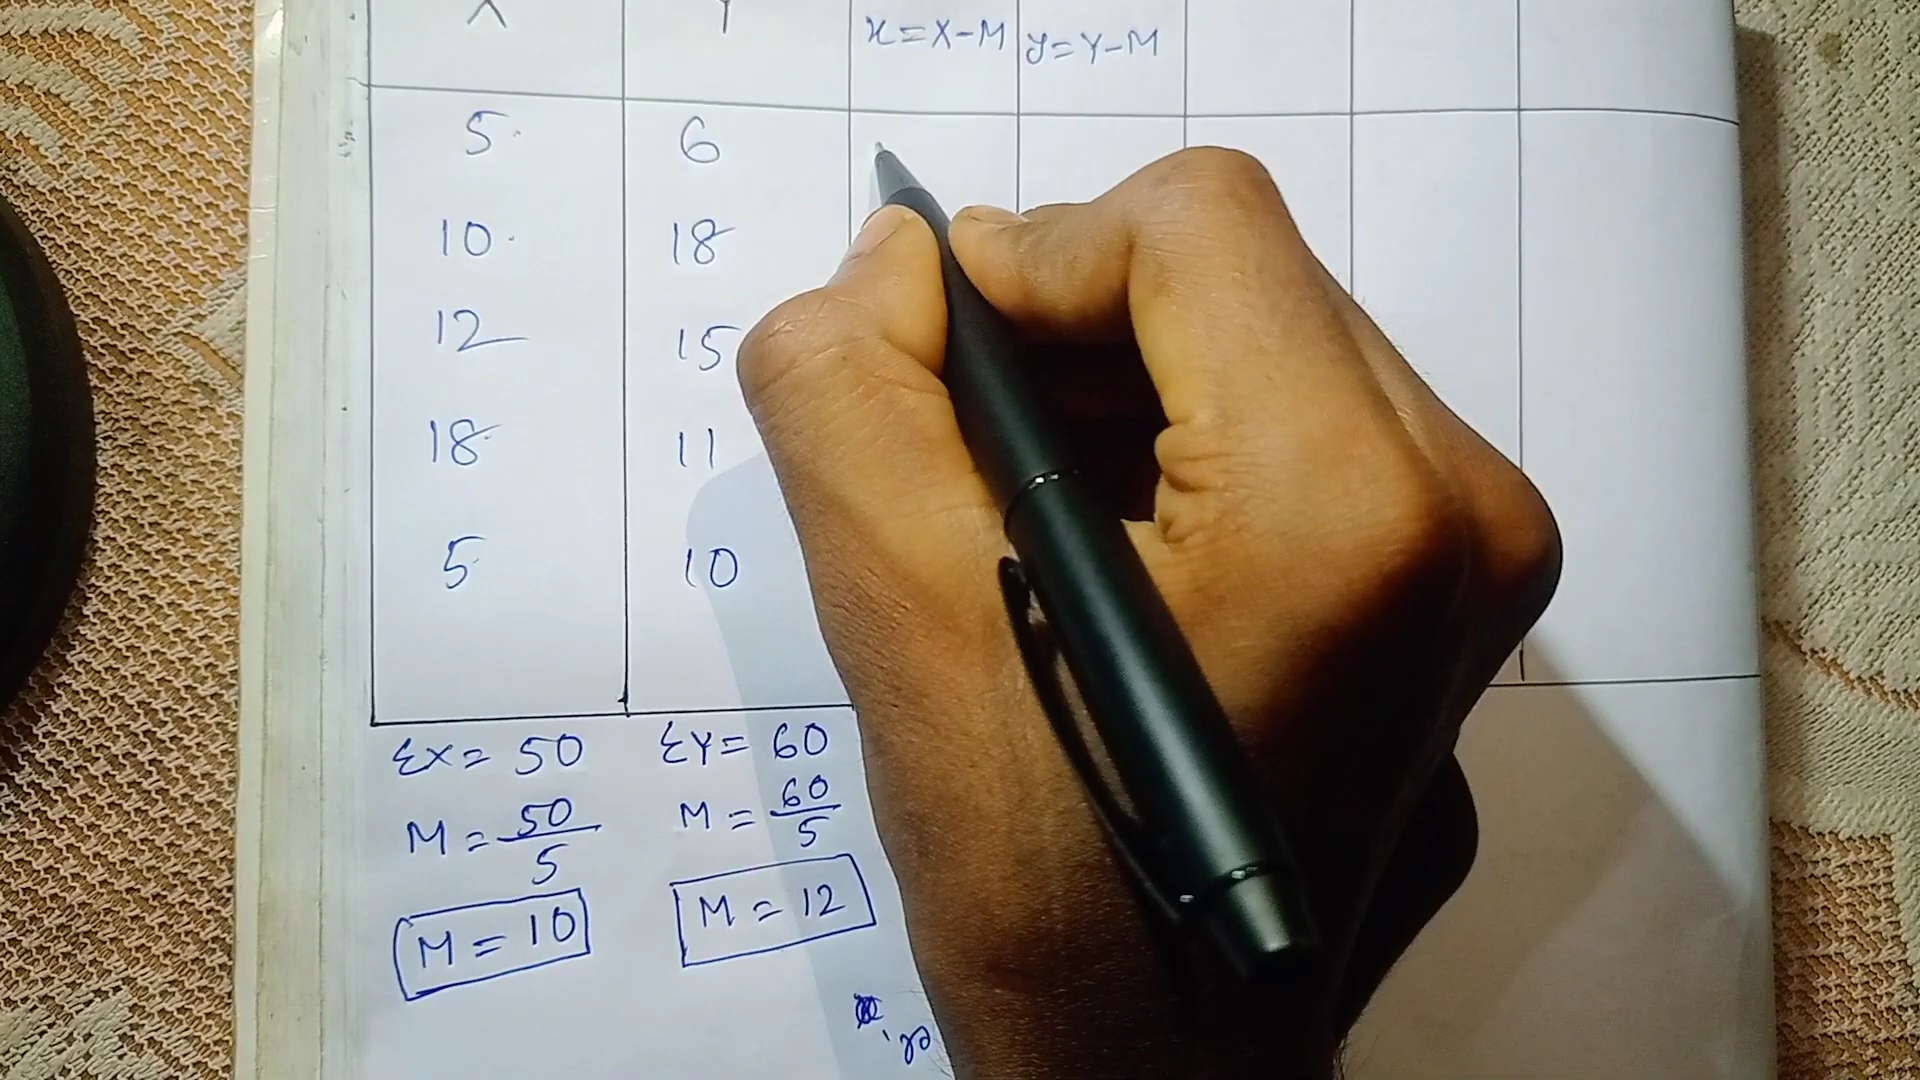 X Y x=X-M y=Y-M
5 6
10 18
12 15
18 11
5 10
ΣX= 50 ΣY= 60
M = 50/5 M = 60/5
M = 10 M = 12